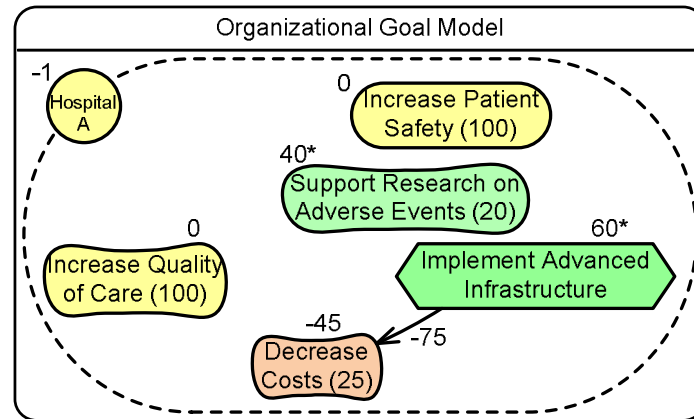 Organizational Goal Model
-1
Hospital
A
0
Increase Patient
Safety (100)
40*
Support Research on
Adverse Events (20)
0
Increase Quality
of Care (100)
60*
Implement Advanced
Infrastructure
-45
-75
Decrease
Costs (25)